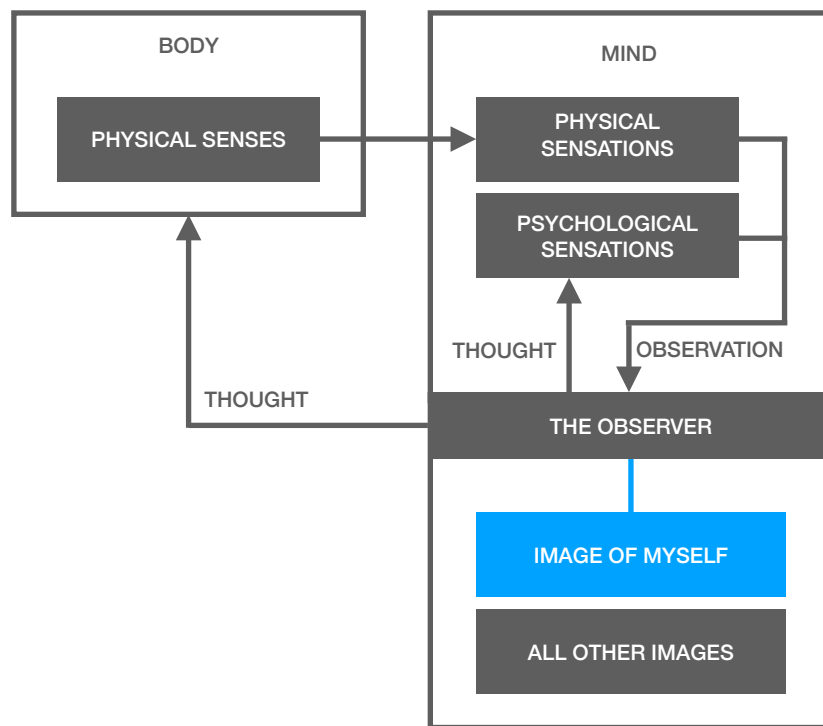 BODY
MIND
PHYSICAL SENSES
PHYSICAL
SENSATIONS
PSYCHOLOGICAL
SENSATIONS
THOUGHT
OBSERVATION
THOUGHT
THE OBSERVER
IMAGE OF MYSELF
ALL OTHER IMAGES